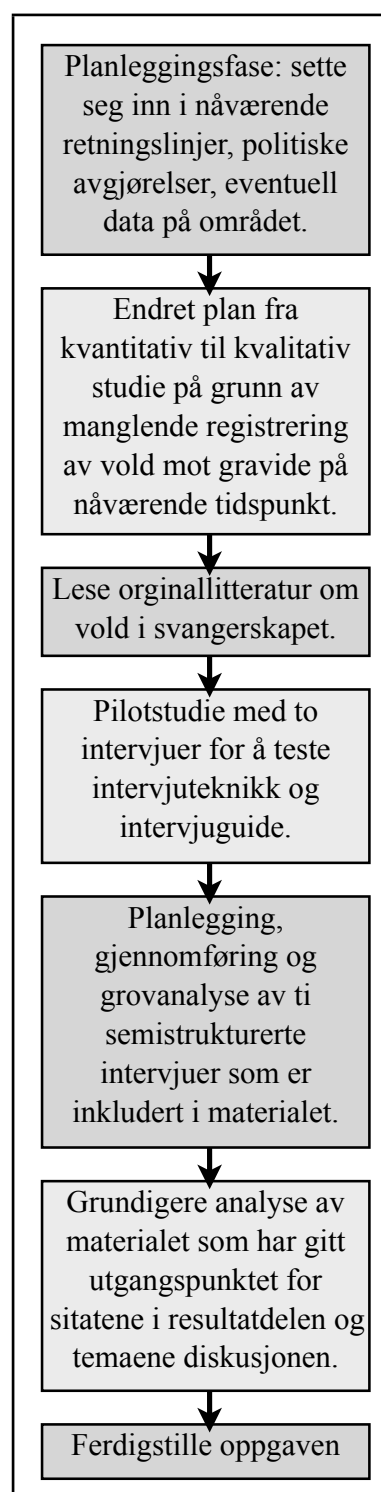 Planleggingsfase: sette
seg inn i nåværende
retningslinjer, politiske
avgjørelser, eventuell
data på området.
Endret plan fra
kvantitativ til kvalitativ
studie på grunn av
manglende registrering
av vold mot gravide på
nåværende tidspunkt.
Lese orginallitteratur om
vold i svangerskapet.
Pilotstudie med to
intervjuer for å teste
intervjuteknikk og
intervjuguide.
Planlegging,
gjennomføring og
grovanalyse av ti
semistrukturerte
intervjuer som er
inkludert i materialet.
Grundigere analyse av
materialet som har gitt
utgangspunktet for
sitatene i resultatdelen og
temaene diskusjonen.
Ferdigstille oppgaven